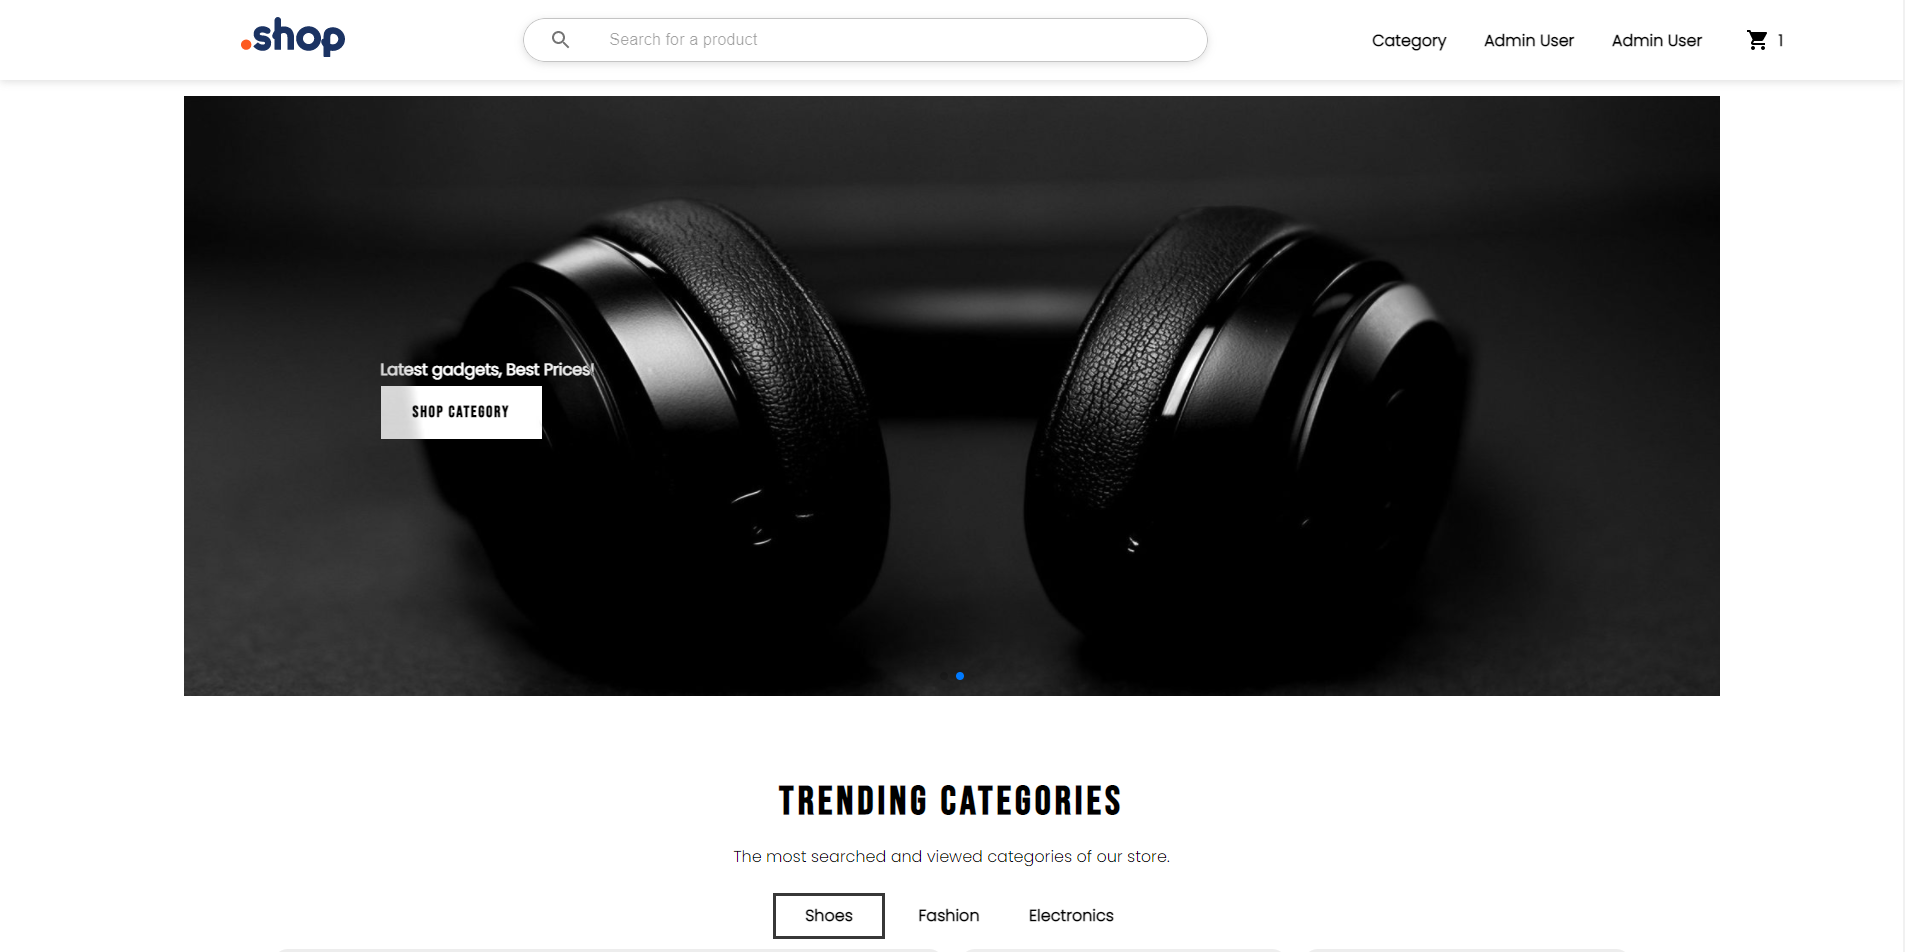 .shop
Search for a product
Category
Admin User
Admin User
1
Latest gadgets, Best Prices!
SHOP CATEGORY
TRENDING CATEGORIES
The most searched and viewed categories of our store.
Shoes
Fashion
Electronics